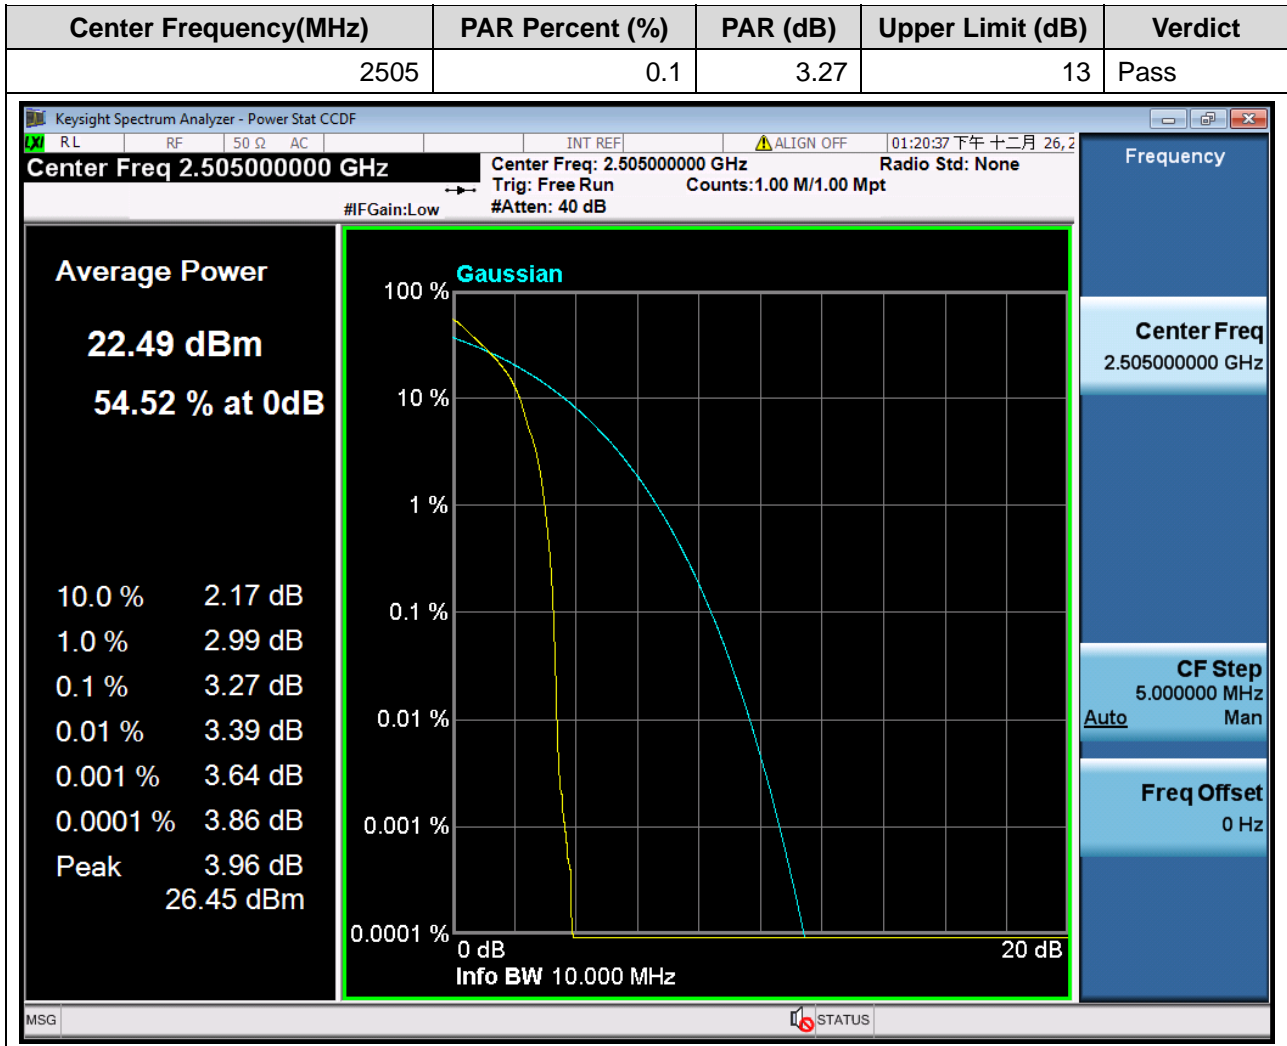 Center Frequency(MHz) PAR Percent (%) PAR (dB) Upper Limit (dB) Verdict
2505 0.1 3.27 13 Pass
Keysight Spectrum Analyzer - Power Stat CCDF
LXI RL RF 50 Ω AC INT REF ALIGN OFF 01:20:37 下午 十二月 26, 2
Center Freq 2.505000000 GHz
Center Freq: 2.505000000 GHz Radio Std: None
Trig: Free Run Counts:1.00 M/1.00 Mpt
#IFGain:Low #Atten: 40 dB
Average Power
22.49 dBm
54.52 % at 0dB
10.0 % 2.17 dB
1.0 % 2.99 dB
0.1 % 3.27 dB
0.01 % 3.39 dB
0.001 % 3.64 dB
0.0001 % 3.86 dB
Peak 3.96 dB
26.45 dBm
Gaussian
100 %
10 %
1 %
0.1 %
0.01 %
0.001 %
0.0001 %
0 dB 20 dB
Info BW 10.000 MHz
Frequency
Center Freq
2.505000000 GHz
CF Step
5.000000 MHz
Auto Man
Freq Offset
0 Hz
MSG STATUS